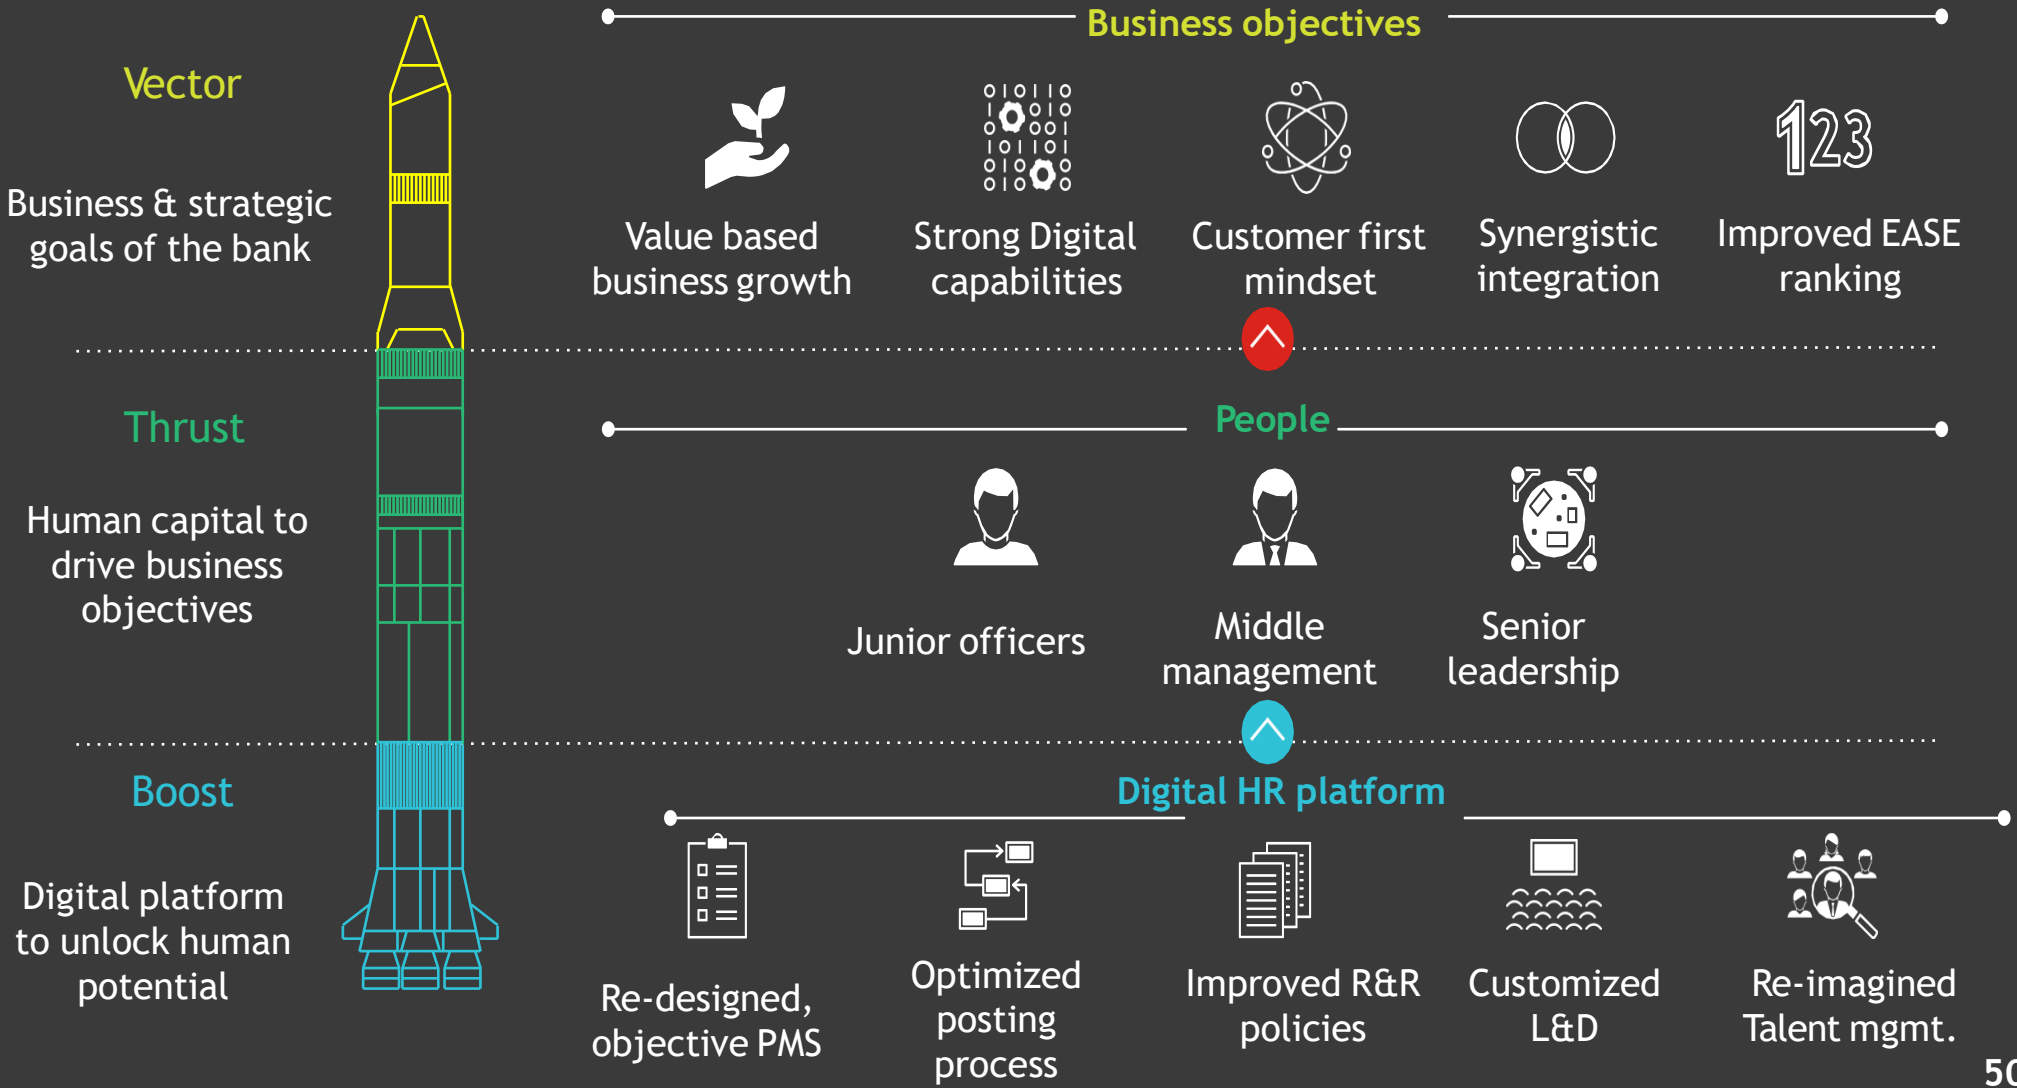 Business objectives
Vector
Business & strategic
goals of the bank
Value based
business growth
Strong Digital
capabilities
Customer first
mindset
Synergistic
integration
123
Improved EASE
ranking
Thrust
Human capital to
drive business
objectives
People
Junior officers
Middle
management
Senior
leadership
Boost
Digital platform
to unlock human
potential
Digital HR platform
Re-designed,
objective PMS
Optimized
posting
process
Improved R&R
policies
Customized
L&D
Re-imagined
Talent mgmt.
50